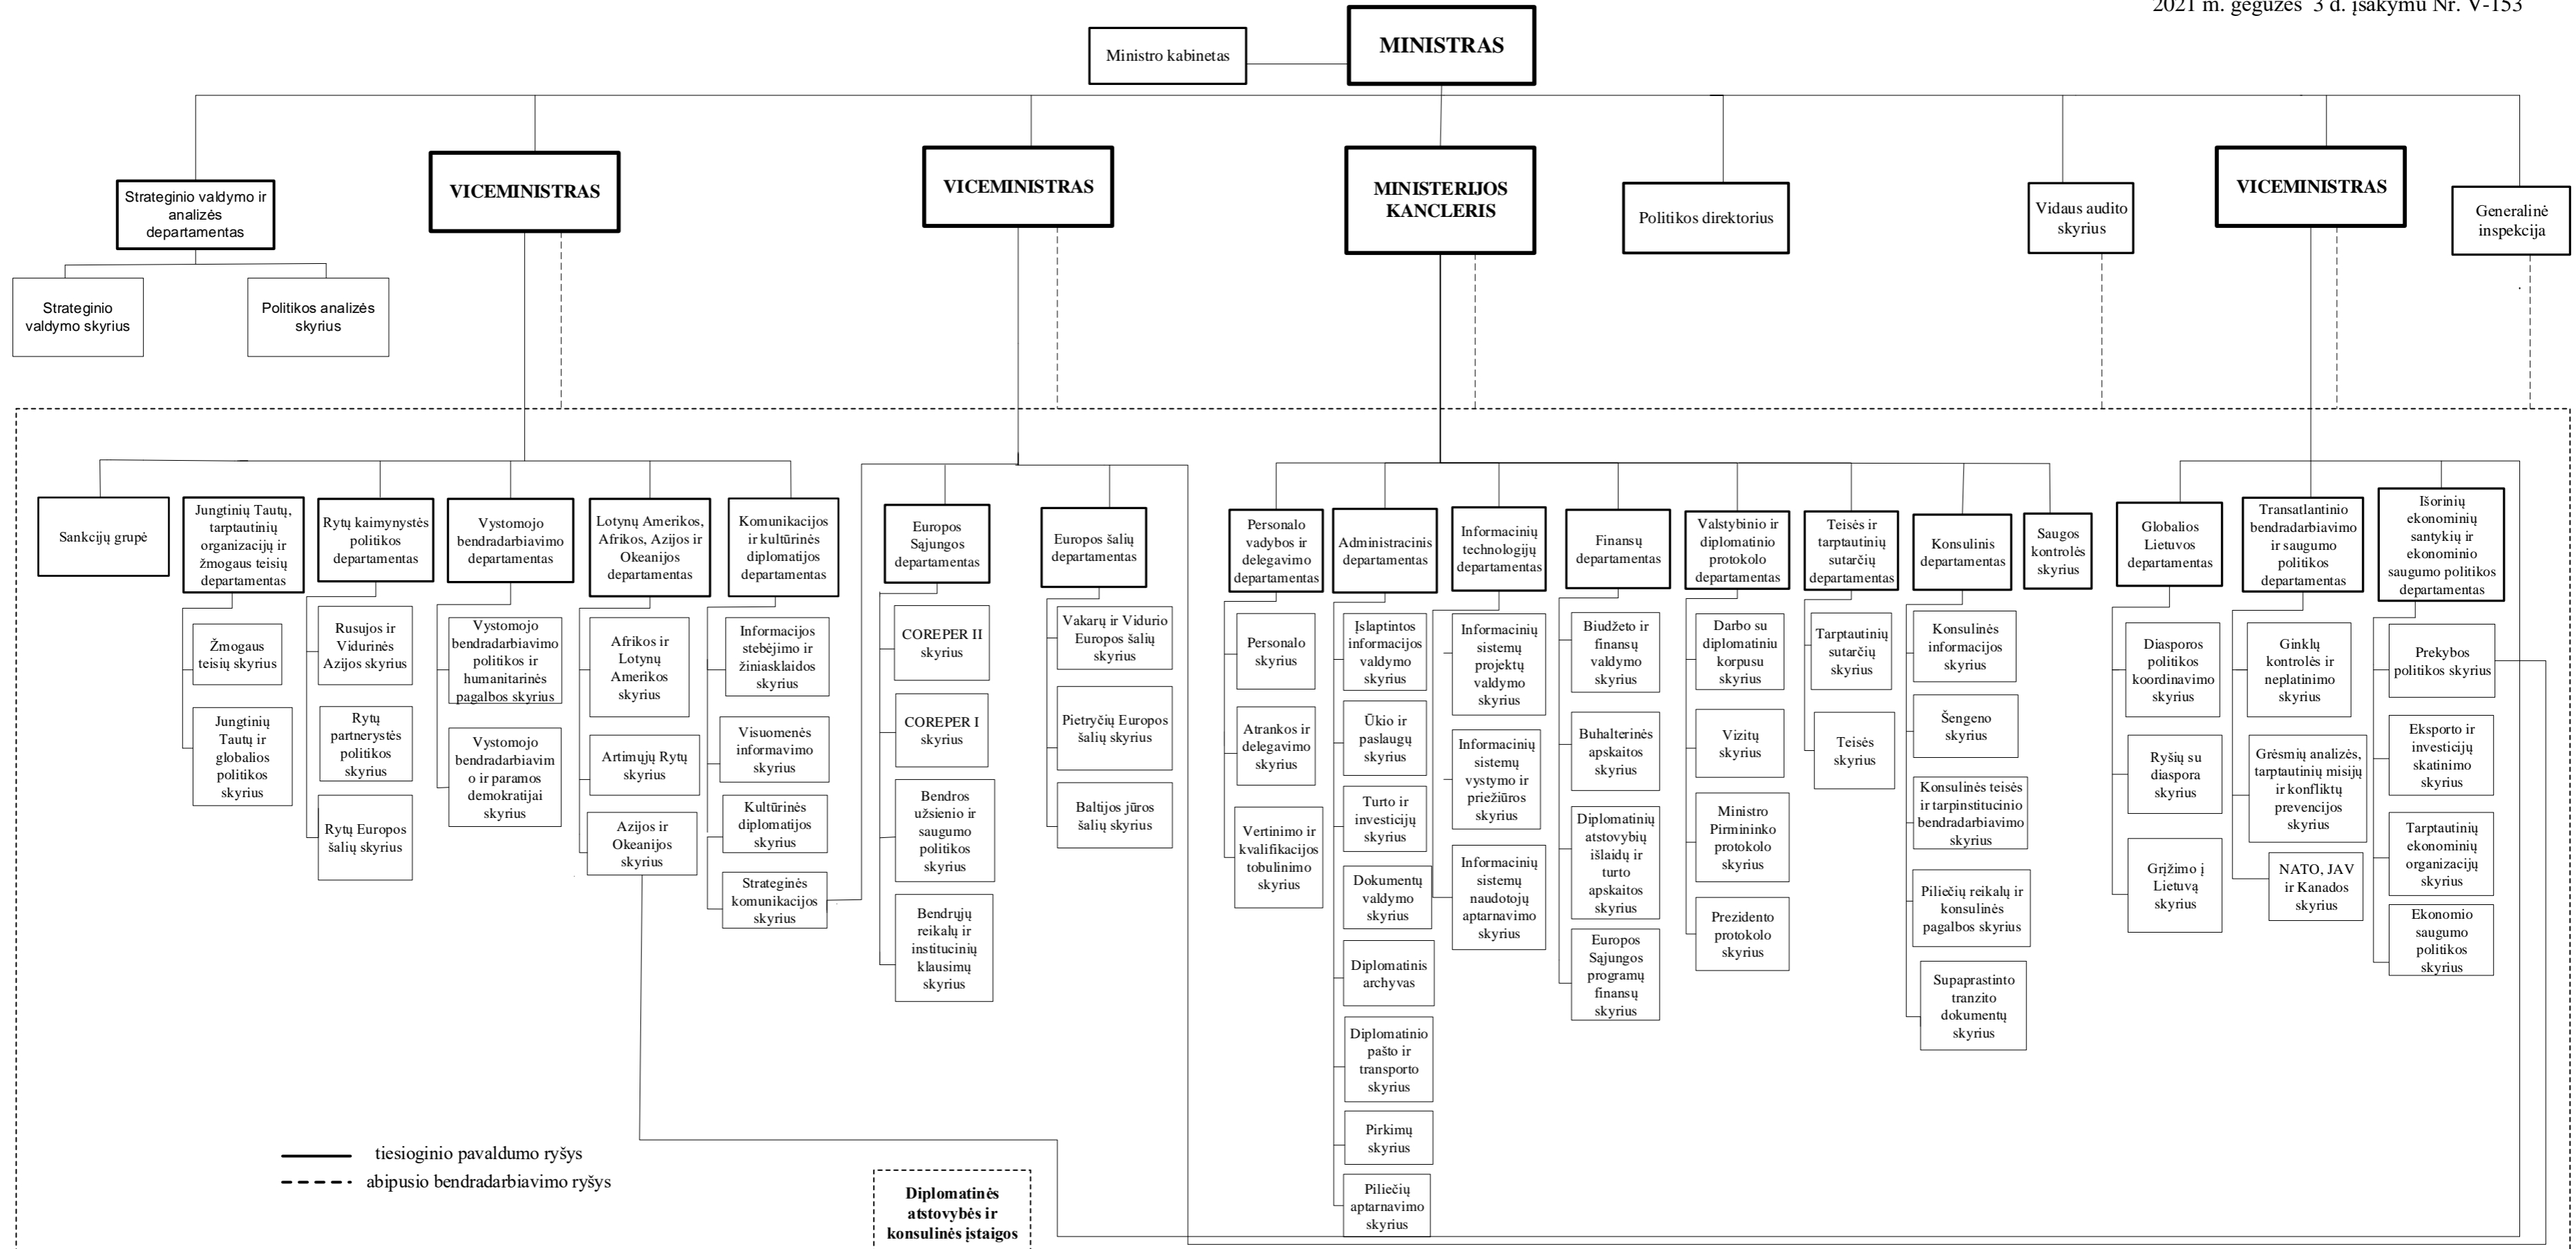 2021 m. gegužės 3 d. įsakymu Nr. V-153
MINISTRAS
Ministro kabinetas
Strateginio valdymo ir
analizės
departamentas
VICEMINISTRAS
VICEMINISTRAS
MINISTERIJOS
KANCLERIS
Politikos direktorius
Vidaus audito
skyrius
VICEMINISTRAS
Generalinė
inspekcija
Strateginio
valdymo skyrius
Politikos analizės
skyrius
Sankcijų grupė
Jungtinių Tautų,
tarptautinių
organizacijų ir
žmogaus teisių
departamentas
Žmogaus
teisių skyrius
Jungtinių
Tautų ir
globalios
politikos
skyrius
Rytų kaimynystės
politikos
departamentas
Rusujos ir
Vidurinės
Azijos skyrius
Rytų
partnerystės
politikos
skyrius
Rytų Europos
šalių skyrius
Vystomojo
bendradarbiavimo
departamentas
Vystomojo
bendradarbiavimo
politikos ir
humanitarinės
pagalbos skyrius
Vystomojo
bendradarbiavim
o ir paramos
demokratijai
skyrius
Lotynų Amerikos,
Afrikos, Azijos ir
Okeanijos
departamentas
Afrikos ir
Lotynų
Amerikos
skyrius
Artimųjų Rytų
skyrius
Azijos ir
Okeanijos
skyrius
Komunikacijos
ir kultūrinės
diplomatijos
departamentas
Informacijos
stebėjimo ir
žiniasklaidos
skyrius
Visuomenės
informavimo
skyrius
Kultūrinės
diplomatijos
skyrius
Strateginės
komunikacijos
skyrius
Europos
Sąjungos
departamentas
COREPER II
skyrius
COREPER I
skyrius
Bendros
užsienio ir
saugumo
politikos
skyrius
Bendrųjų
reikalų ir
institucinių
klausimų
skyrius
Europos šalių
departamentas
Vakarų ir Vidurio
Europos šalių
skyrius
Pietryčių Europos
šalių skyrius
Baltijos jūros
šalių skyrius
Personalo
vadybos ir
delegavimo
departamentas
Personalo
skyrius
Atrankos ir
delegavimo
skyrius
Vertinimo ir
kvalifikacijos
tobulinimo
skyrius
Administracinis
departamentas
Įslaptintos
informacijos
valdymo
skyrius
Ūkio ir
paslaugų
skyrius
Turto ir
investicijų
skyrius
Dokumentų
valdymo
skyrius
Diplomatinis
archyvas
Diplomatinio
pašto ir
transporto
skyrius
Pirkimų
skyrius
Piliečių
aptarnavimo
skyrius
Informacinių
technologijų
departamentas
Informacinių
sistemų
projektų
valdymo
skyrius
Informacinių
sistemų
vystymo ir
priežiūros
skyrius
Informacinių
sistemų
naudotojų
aptarnavimo
skyrius
Finansų
departamentas
Biudžeto ir
finansų
valdymo
skyrius
Buhalterinės
apskaitos
skyrius
Diplomatinių
atstovybių
išlaidų ir
turto
apskaitos
skyrius
Europos
Sąjungos
programų
finansų
skyrius
Valstybinio ir
diplomatinio
protokolo
departamentas
Darbo su
diplomatiniu
korpusu
skyrius
Vizitų
skyrius
Ministro
Pirmininko
protokolo
skyrius
Prezidento
protokolo
skyrius
Teisės ir
tarptautinių
sutarčių
departamentas
Tarptautinių
sutarčių
skyrius
Teisės
skyrius
Konsulinis
departamentas
Konsulinės
informacijos
skyrius
Šengeno
skyrius
Konsulinės teisės
ir tarpinstitucinio
bendradarbiavimo
skyrius
Piliečių reikalų ir
konsulinės
pagalbos skyrius
Supaprastinto
tranzito
dokumentų
skyrius
Saugos
kontrolės
skyrius
Globalios
Lietuvos
departamentas
Diasporos
politikos
koordinavimo
skyrius
Ryšių su
diaspora
skyrius
Grįžimo į
Lietuvą
skyrius
Transatlantinio
bendradarbiavimo
ir saugumo
politikos
departamentas
Ginklų
kontrolės ir
neplatinimo
skyrius
Grėsmių analizės,
tarptautinių misijų
ir konfliktų
prevencijos
skyrius
NATO, JAV
ir Kanados
skyrius
Išorinių
ekonominių
santykių ir
ekonominio
saugumo politikos
departamentas
Prekybos
politikos skyrius
Eksporto ir
investicijų
skatinimo
skyrius
Tarptautinių
ekonominių
organizacijų
skyrius
Ekonomio
saugumo
politikos
skyrius
tiesioginio pavaldumo ryšys
abipusio bendradarbiavimo ryšys
Diplomatinės
atstovybės ir
konsulinės įstaigos